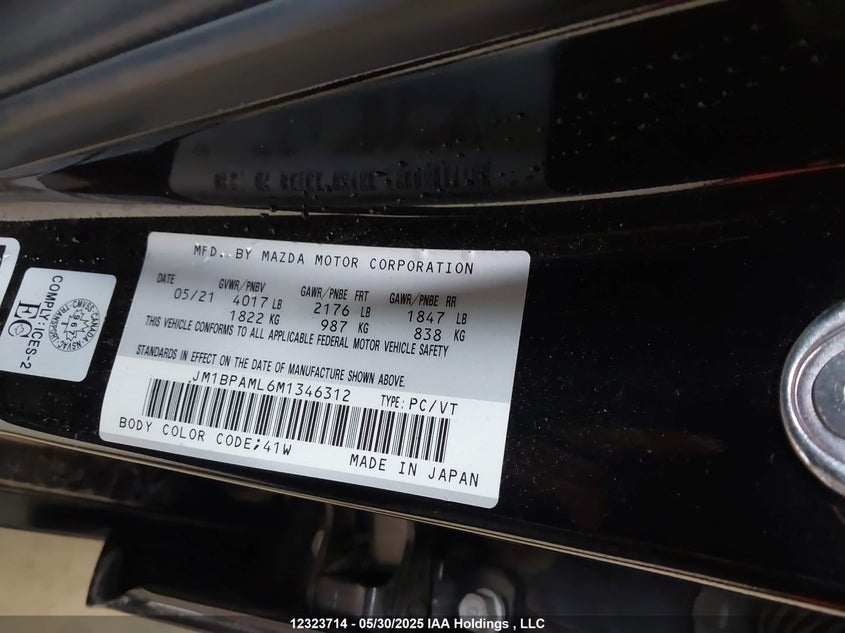 MFD. BY MAZDA MOTOR CORPORATION
DATE GVWR/PNBV GAWR/PNBE FRT GAWR/PNBE RR
05/21 4017 LB 2176 LB 1847 LB
1822 KG 987 KG 838 KG
THIS VEHICLE CONFORMS TO ALL APPLICABLE FEDERAL MOTOR VEHICLE SAFETY
STANDARDS IN EFFECT ON THE DATE OF MANUFACTURE SHOWN ABOVE.
JM1BPAML6M1346312 TYPE: PC/VT
BODY COLOR CODE;41W
MADE IN JAPAN
COMPLY:ICES-2
EC
12323714 - 05/30/2025 IAA Holdings , LLC